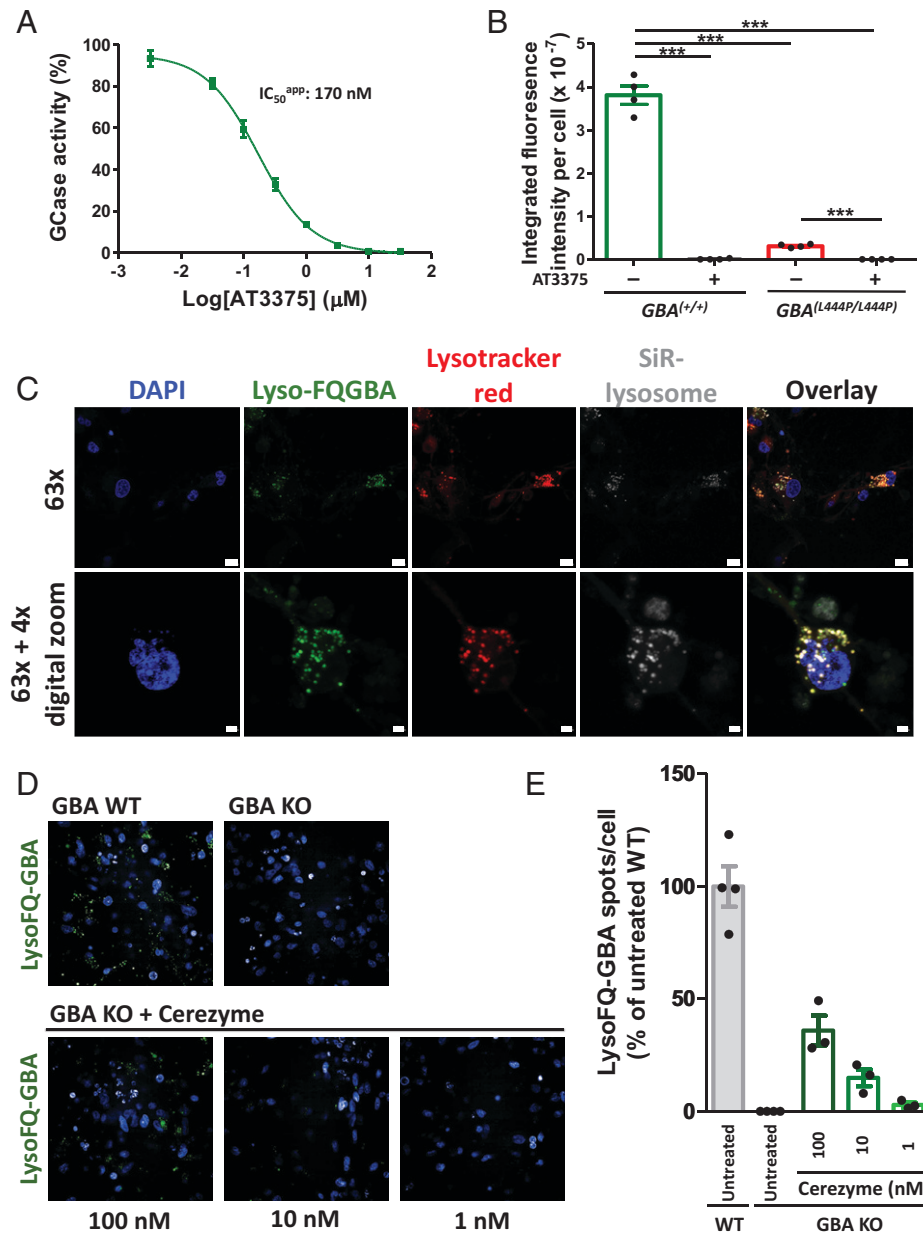 A
GCase activity (%)
100
80
60
40
20
0
IC50app: 170 nM
-3
-2
-1
0
1
2
Log[AT3375] (μM)
B
Integrated fluoresence
intensity per cell (x 10-7)
5
4
3
2
1
0
***
***
***
***
AT3375
− + − +
GBA(+/+)
GBA(L444P/L444P)
C
DAPI
Lyso-FQGBA
Lysotracker
red
SiR-
lysosome
Overlay
63x
63x + 4x
digital zoom
D
GBA WT
GBA KO
LysoFQ-GBA
GBA KO + Cerezyme
LysoFQ-GBA
100 nM
10 nM
1 nM
E
LysoFQ-GBA spots/cell
(% of untreated WT)
150
100
50
0
Untreated
Untreated
100
10
1
Cerezyme (nM
WT
GBA KO